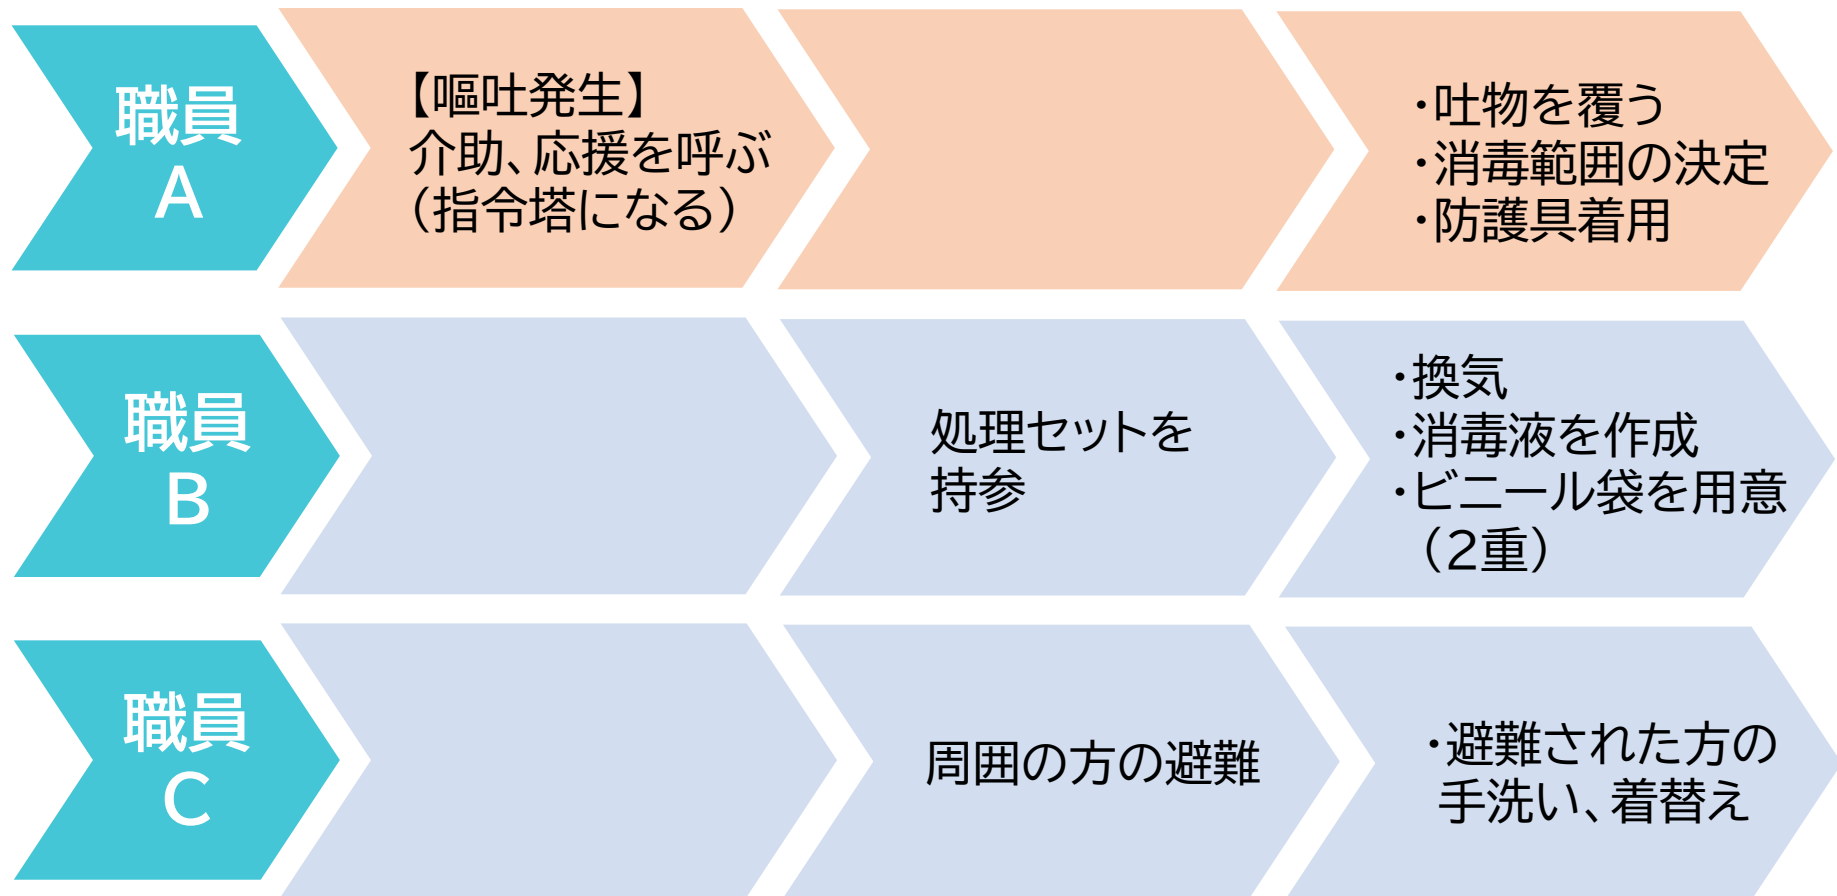 職員
A
【嘔吐発生】
介助、応援を呼ぶ
（指令塔になる）
・吐物を覆う
・消毒範囲の決定
・防護具着用
職員
B
処理セットを
持参
・換気
・消毒液を作成
・ビニール袋を用意
（2重）
職員
C
周囲の方の避難
・避難された方の
手洗い、着替え